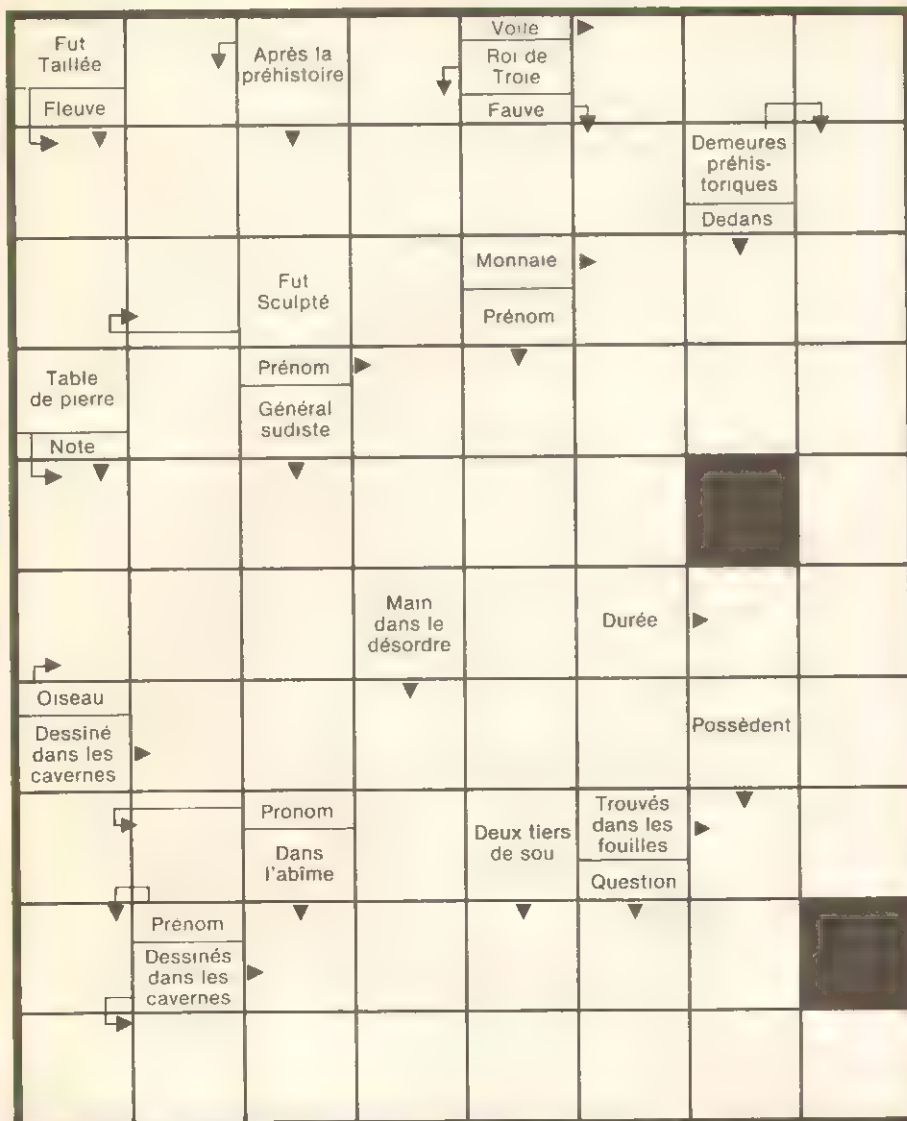 Fut
Taillée
Fleuve
Après la
préhistoire
Voile
Roi de
Troie
Fauve
Demeures
préhis-
toriques
Dedans
Fut
Sculpté
Monnaie
Prénom
Table
de pierre
Note
Prénom
Général
sudiste
Main
dans le
désordre
Durée
Oiseau
Dessiné
dans les
cavernes
Possèdent
Pronom
Dans
l'abîme
Deux tiers
de sou
Trouvés
dans les
fouilles
Question
Prénom
Dessinés
dans les
cavernes